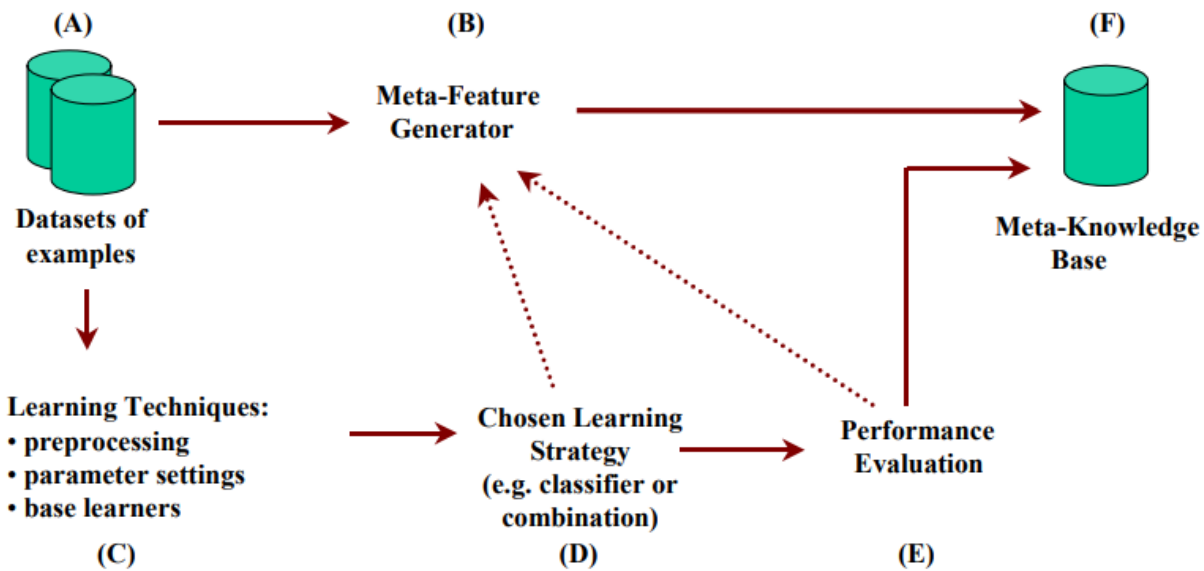 (A)
(B)
(F)
Meta-Feature
Generator
Datasets of
examples
Meta-Knowledge
Base
Learning Techniques:
• preprocessing
• parameter settings
• base learners
Chosen Learning
Strategy
(e.g. classifier or
combination)
Performance
Evaluation
(C)
(D)
(E)